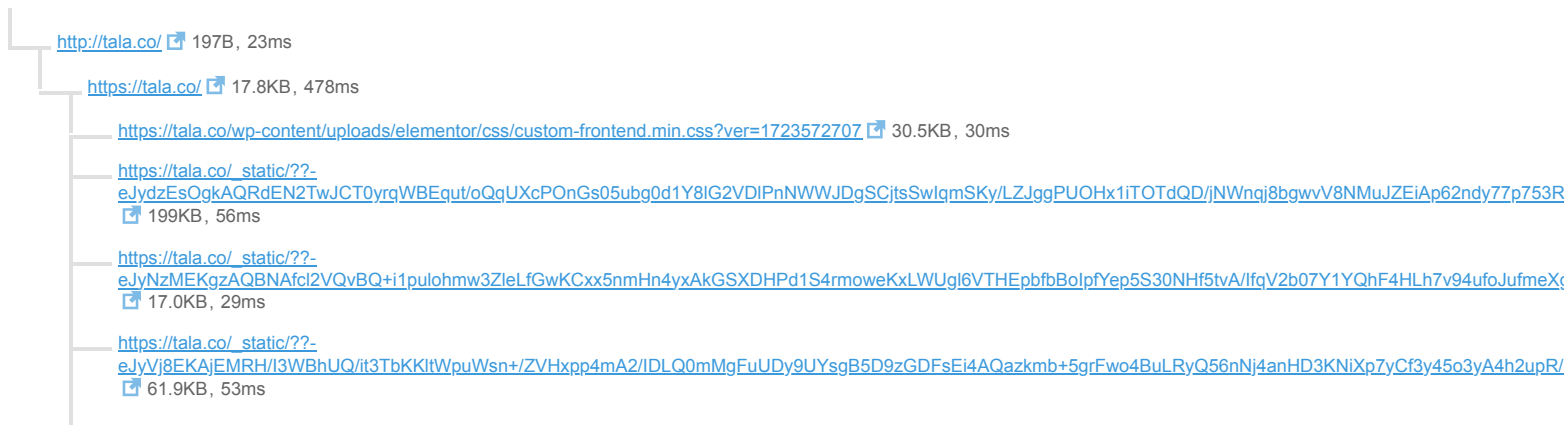 http://tala.co/ 197B, 23ms
https://tala.co/ 17.8KB, 478ms
https://tala.co/wp-content/uploads/elementor/css/custom-frontend.min.css?ver=1723572707 30.5KB, 30ms
https://tala.co/_static/??-
eJydzEsOgkAQRdEN2TwJCT0yrqWBEqut/oQqUXcPOnGs05ubg0d1Y8lG2VDlPnNWWJDgSCjtsSwIqmSKy/LZJggPUOHx1iTOTdQD/jNWnqj8bgwvV8NMuJZEiAp62ndy77p753R
199KB, 56ms
https://tala.co/_static/??-
eJyNzMEKgzAQBNAfcl2VQvBQ+i1pulohmw3ZleLfGwKCxx5nmHn4yxAkGSXDHPd1S4rmoweKxLWUgl6VTHEpbfbBoIpfYep5S30NHf5tvA/IfqV2b07Y1YQhF4HLh7v94ufoJufmeX
17.0KB, 29ms
https://tala.co/_static/??-
eJyVj8EKAjEMRH/I3WBhUQ/it3TbKKltWpuWsn+/ZVHxpp4mA2/IDLQ0mMgFuUDy9UYsgB5D9zGDFsEi4AQazkmb+5grFwo4BuLRyQ56nNj4anHD3KNiXp7yCf3y45o3yA4h2upR/
61.9KB, 53ms